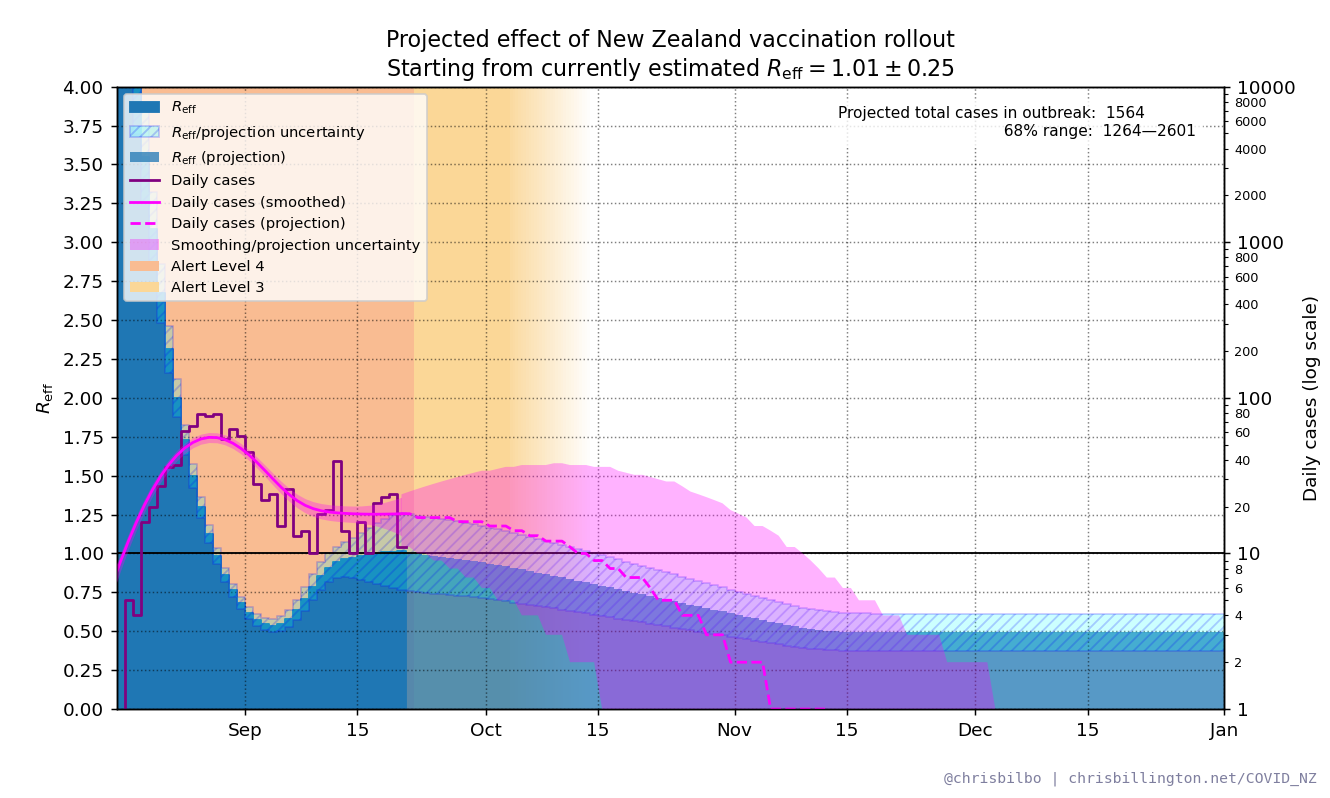 Projected effect of New Zealand vaccination rollout
Starting from currently estimated Reff = 1.01 ± 0.25
4.00
3.75
3.50
3.25
3.00
2.75
2.50
2.25
2.00
1.75
1.50
1.25
1.00
0.75
0.50
0.25
0.00
Reff
Reff
Reff/projection uncertainty
Reff (projection)
Daily cases
Daily cases (smoothed)
Daily cases (projection)
Smoothing/projection uncertainty
Alert Level 4
Alert Level 3
Projected total cases in outbreak: 1564
68% range: 1264—2601
10000
8000
6000
4000
2000
1000
800
600
400
200
100
80
60
40
20
10
8
6
4
2
1
Daily cases (log scale)
Sep 15 Oct 15 Nov 15 Dec 15 Jan
@chrisbilbo | chrisbillington.net/COVID_NZ